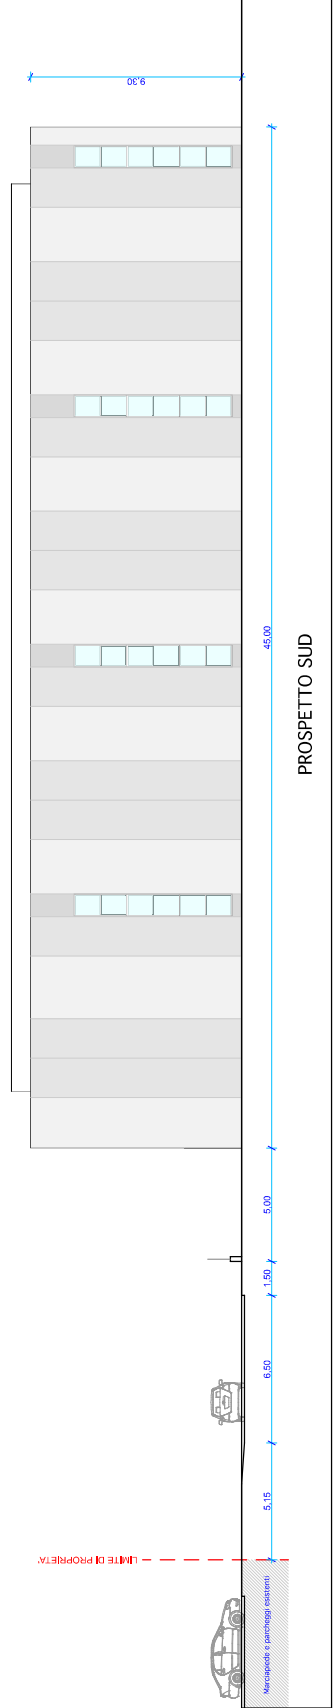 9,30
45,00
5,00
1,50
6,50
5,15
LIMITE DI PROPRIETA'
Marciapiede e parcheggi esistenti
PROSPETTO SUD